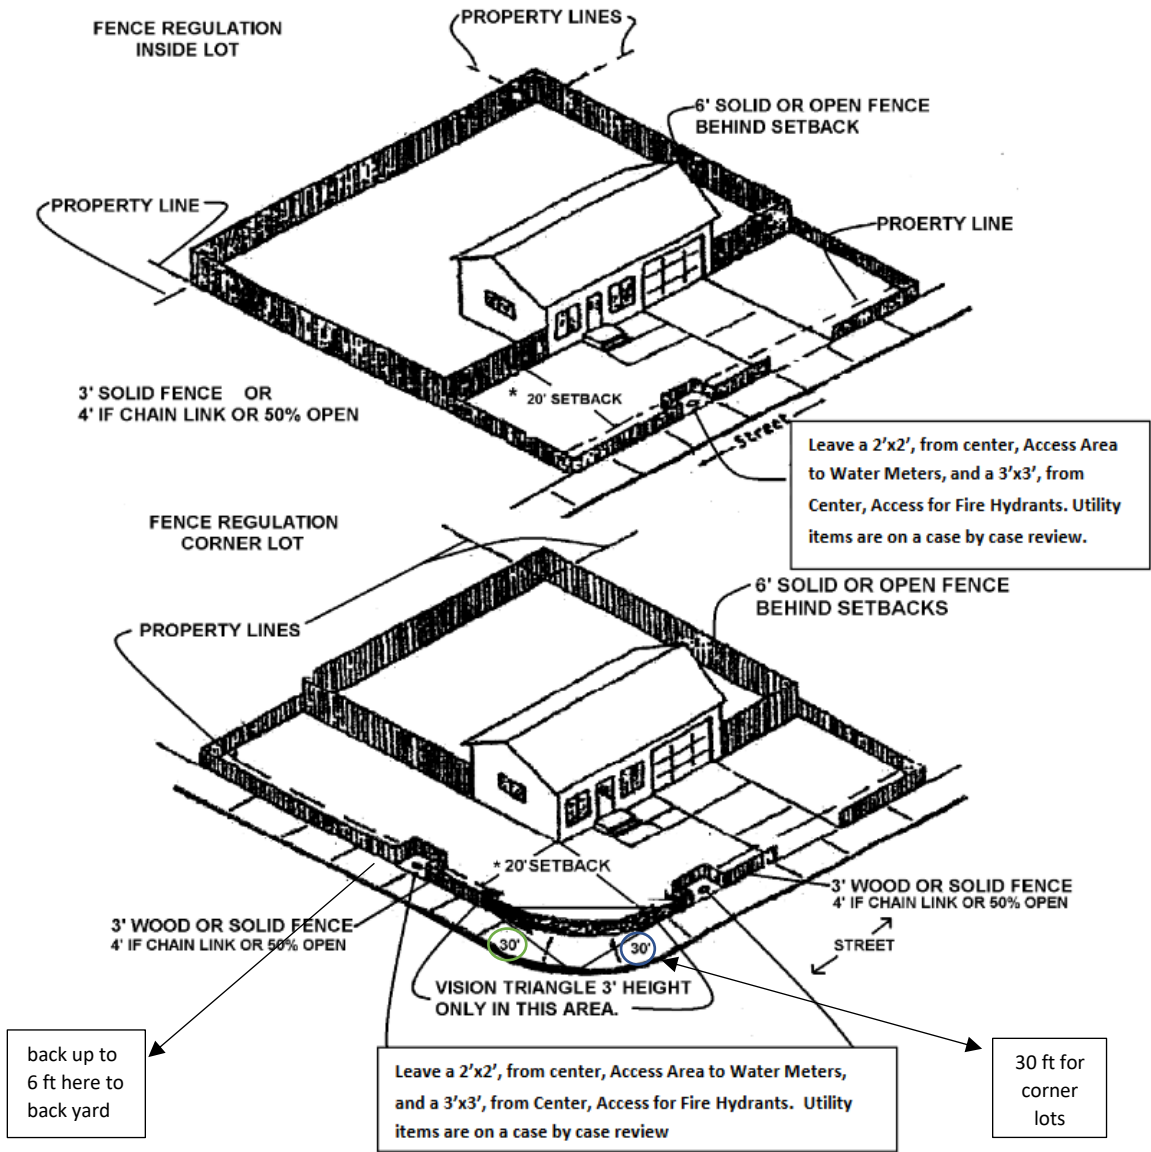 FENCE REGULATION
INSIDE LOT
PROPERTY LINES
6' SOLID OR OPEN FENCE
BEHIND SETBACK
PROPERTY LINE
PROERTY LINE
3' SOLID FENCE OR
4' IF CHAIN LINK OR 50% OPEN
* 20' SETBACK
Street
Leave a 2'x2', from center, Access Area
to Water Meters, and a 3'x3', from
Center, Access for Fire Hydrants. Utility
items are on a case by case review.
FENCE REGULATION
CORNER LOT
6' SOLID OR OPEN FENCE
BEHIND SETBACKS
PROPERTY LINES
* 20' SETBACK
3' WOOD OR SOLID FENCE
4' IF CHAIN LINK OR 50% OPEN
3' WOOD OR SOLID FENCE
4' IF CHAIN LINK OR 50% OPEN
30'
30'
STREET
VISION TRIANGLE 3' HEIGHT
ONLY IN THIS AREA.
back up to
6 ft here to
back yard
Leave a 2'x2', from center, Access Area to Water Meters,
and a 3'x3', from Center, Access for Fire Hydrants. Utility
items are on a case by case review
30 ft for
corner
lots